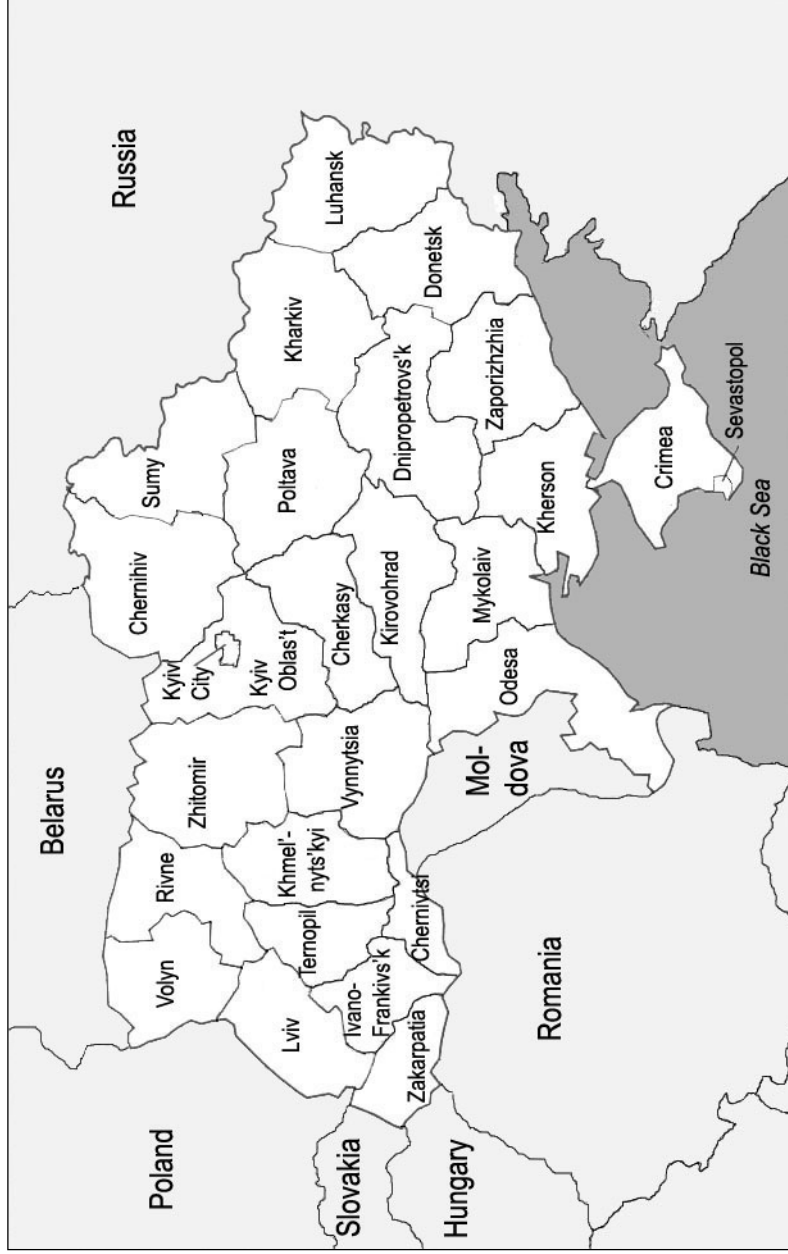 Russia
Belarus
Poland
Slovakia
Hungary
Romania
Mol-
dova
Black Sea
Volyn
Rivne
Zhitomir
Kyiv
City
Kyiv
Oblas't
Chernihiv
Sumy
Lviv
Ternopil
Khmel'-
nyts'kyi
Vynnytsia
Cherkasy
Poltava
Kharkiv
Luhansk
Zakarpatia
Ivano-
Frankivs'k
Chernivtsi
Kirovohrad
Dnipropetrovs'k
Donetsk
Odesa
Mykolaiv
Kherson
Zaporizhzhia
Crimea
Sevastopol